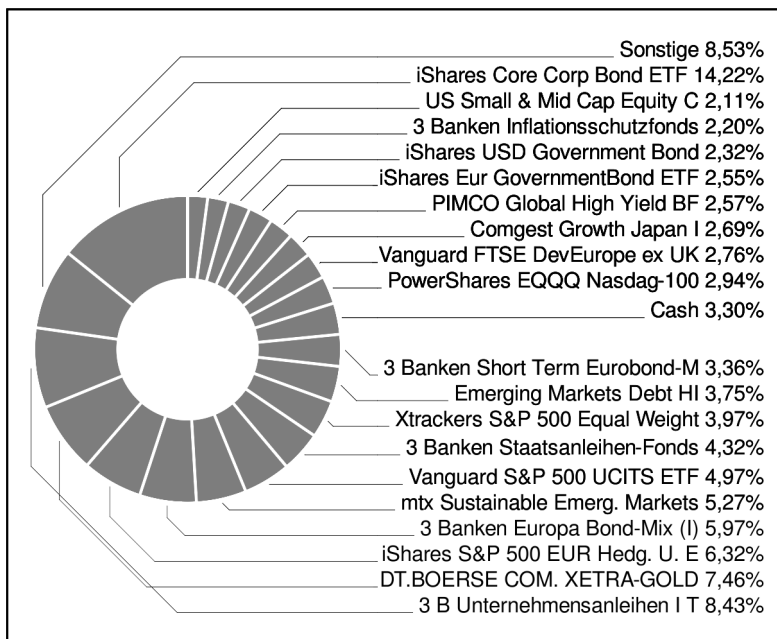 Sonstige 8,53%
iShares Core Corp Bond ETF 14,22%
US Small & Mid Cap Equity C 2,11%
3 Banken Inflationsschutzfonds 2,20%
iShares USD Government Bond 2,32%
iShares Eur GovernmentBond ETF 2,55%
PIMCO Global High Yield BF 2,57%
Comgest Growth Japan I 2,69%
Vanguard FTSE DevEurope ex UK 2,76%
PowerShares EQQQ Nasdag-100 2,94%
Cash 3,30%
3 Banken Short Term Eurobond-M 3,36%
Emerging Markets Debt HI 3,75%
Xtrackers S&P 500 Equal Weight 3,97%
3 Banken Staatsanleihen-Fonds 4,32%
Vanguard S&P 500 UCITS ETF 4,97%
mtx Sustainable Emerg. Markets 5,27%
3 Banken Europa Bond-Mix (I) 5,97%
iShares S&P 500 EUR Hedg. U. E 6,32%
DT.BOERSE COM. XETRA-GOLD 7,46%
3 B Unternehmensanleihen I T 8,43%